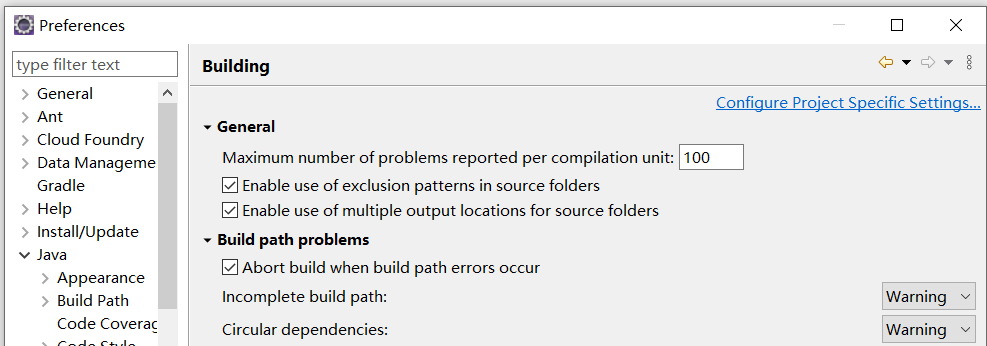 Preferences
type filter text
General
Ant
Cloud Foundry
Data Manageme
Gradle
Help
Install/Update
Java
Appearance
Build Path
Code Coverag
Code Style
Building
Configure Project Specific Settings...
General
Maximum number of problems reported per compilation unit: 100
Enable use of exclusion patterns in source folders
Enable use of multiple output locations for source folders
Build path problems
Abort build when build path errors occur
Incomplete build path: Warning
Circular dependencies: Warning